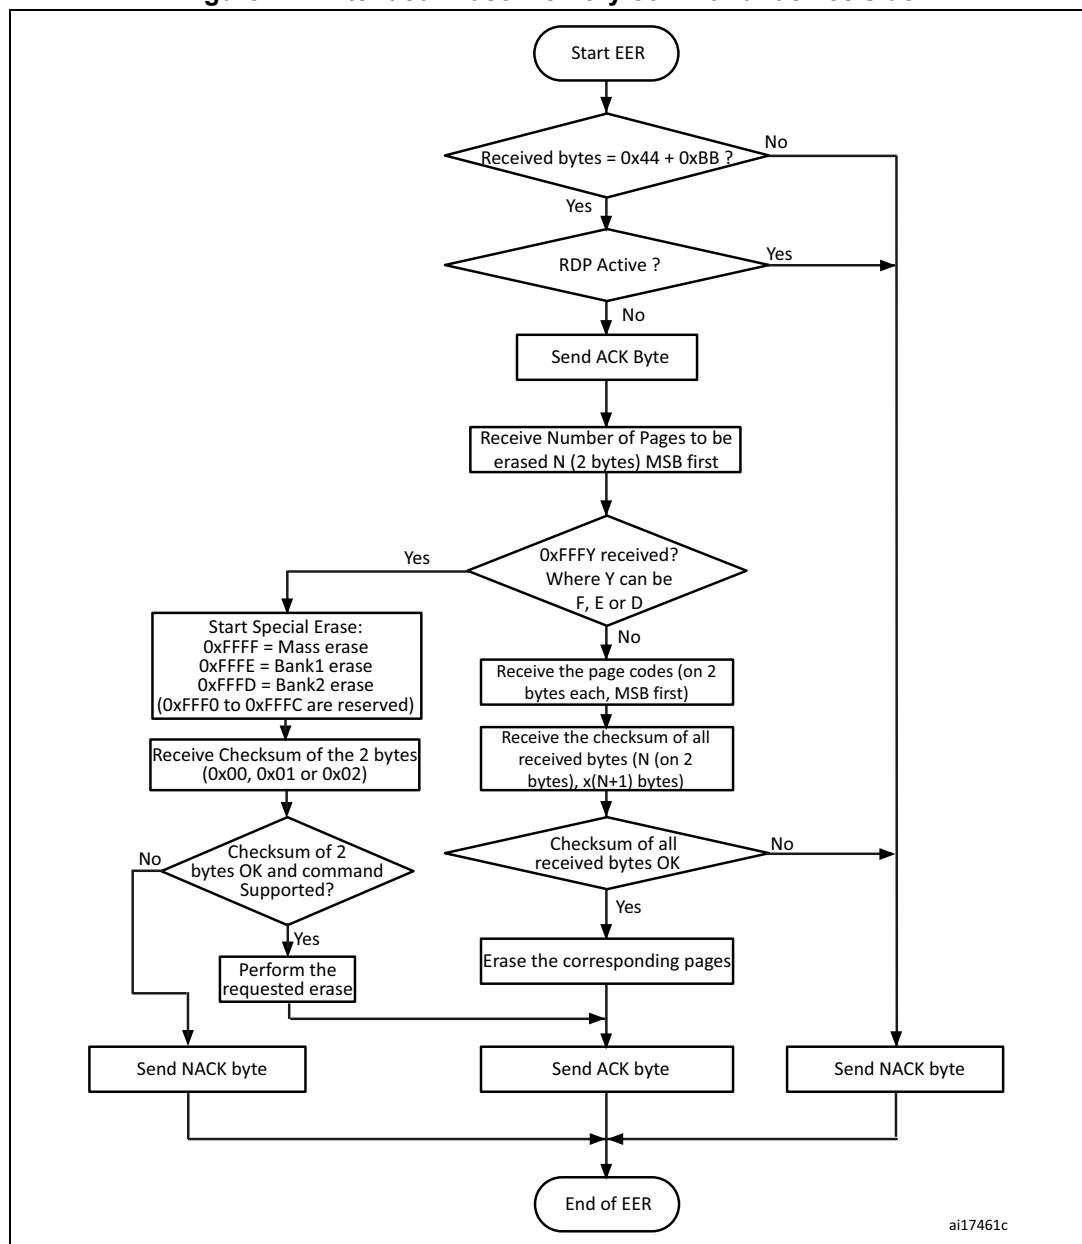 Start EER
Received bytes = 0x44 + 0xBB ?
No
Yes
RDP Active ?
Yes
No
Send ACK Byte
Receive Number of Pages to be
erased N (2 bytes) MSB first
0xFFFY received?
Where Y can be
F, E or D
Yes
No
Start Special Erase:
0xFFFF = Mass erase
0xFFFE = Bank1 erase
0xFFFD = Bank2 erase
(0xFFF0 to 0xFFFC are reserved)
Receive the page codes (on 2
bytes each, MSB first)
Receive Checksum of the 2 bytes
(0x00, 0x01 or 0x02)
Receive the checksum of all
received bytes (N (on 2
bytes), x(N+1) bytes)
No
Checksum of 2
bytes OK and command
Supported?
Checksum of all
received bytes OK
No
Yes
Yes
Perform the
requested erase
Erase the corresponding pages
Send NACK byte
Send ACK byte
Send NACK byte
End of EER
ai17461c